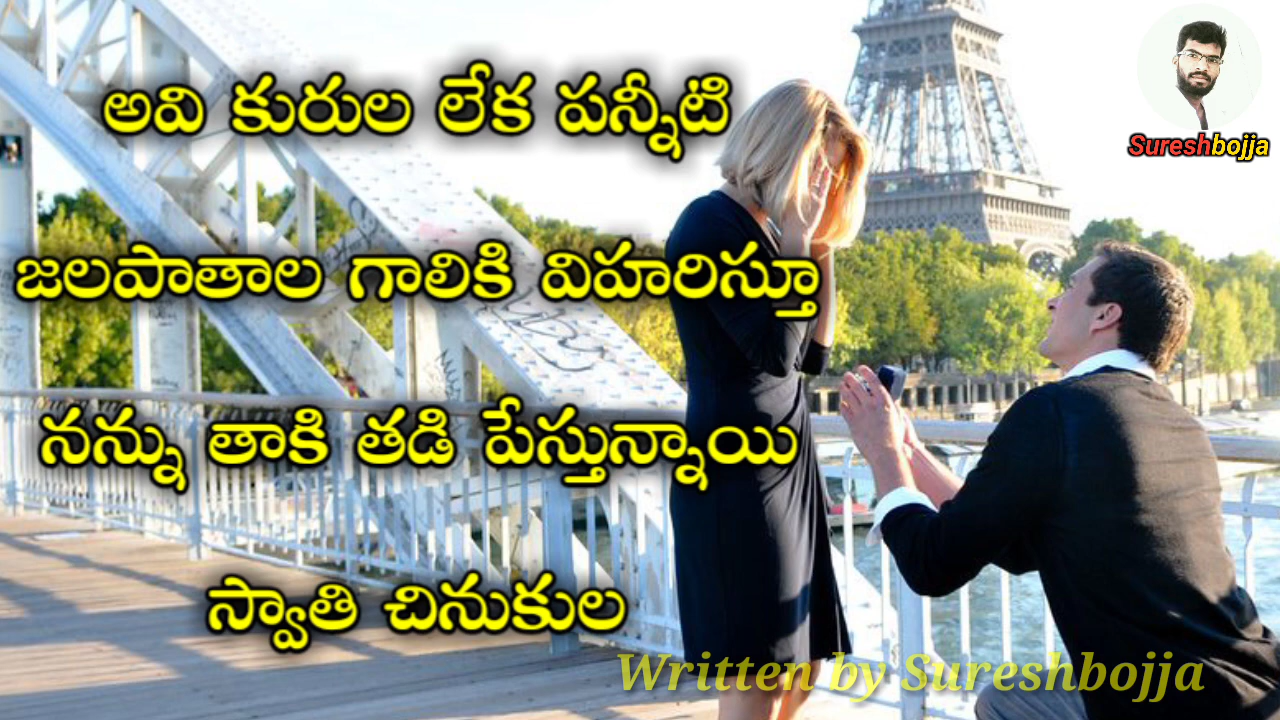 అవి కురుల లేక పన్నీటి
Sureshbojja
జలపాతాల గాలికి విహరిస్తూ
నన్ను తాకి తడి పేస్తున్నాయి
స్వాతి చినుకుల
Written by Sureshbojja